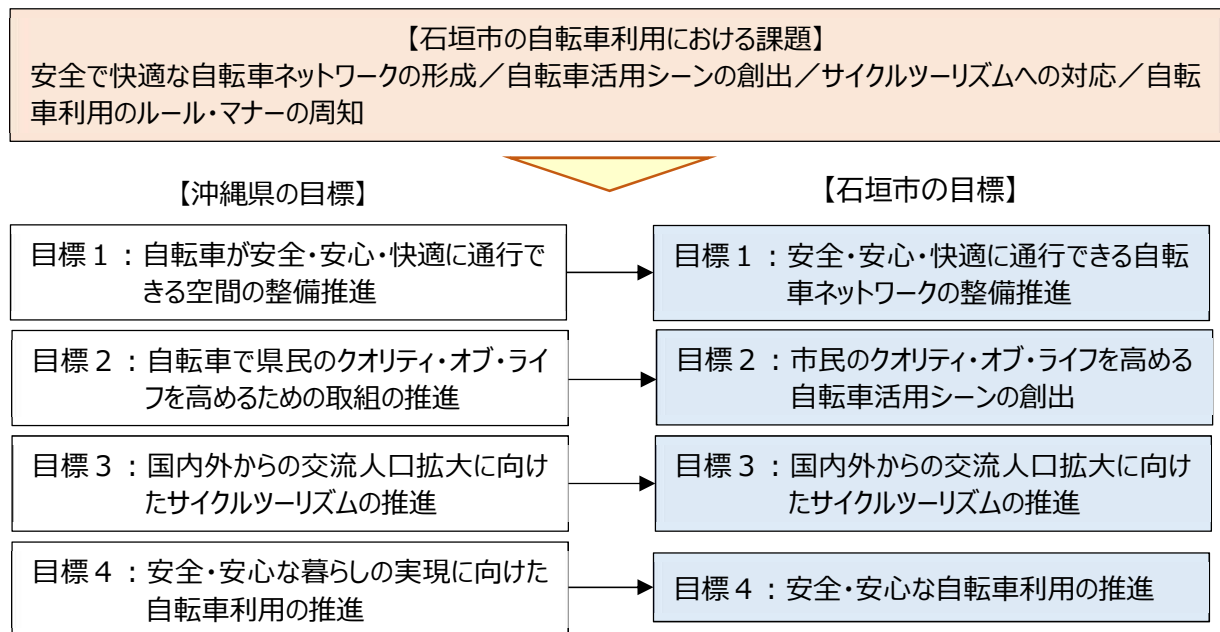 【石垣市の自転車利用における課題】
安全で快適な自転車ネットワークの形成／自転車活用シーンの創出／サイクルツーリズムへの対応／自転
車利用のルール・マナーの周知
【沖縄県の目標】
【石垣市の目標】
目標１：自転車が安全・安心・快適に通行で
きる空間の整備推進
目標１：安全・安心・快適に通行できる自転
車ネットワークの整備推進
目標２：自転車で県民のクオリティ・オブ・ライ
フを高めるための取組の推進
目標２：市民のクオリティ・オブ・ライフを高める
自転車活用シーンの創出
目標３：国内外からの交流人口拡大に向け
たサイクルツーリズムの推進
目標３：国内外からの交流人口拡大に向け
たサイクルツーリズムの推進
目標４：安全・安心な暮らしの実現に向けた
自転車利用の推進
目標４：安全・安心な自転車利用の推進